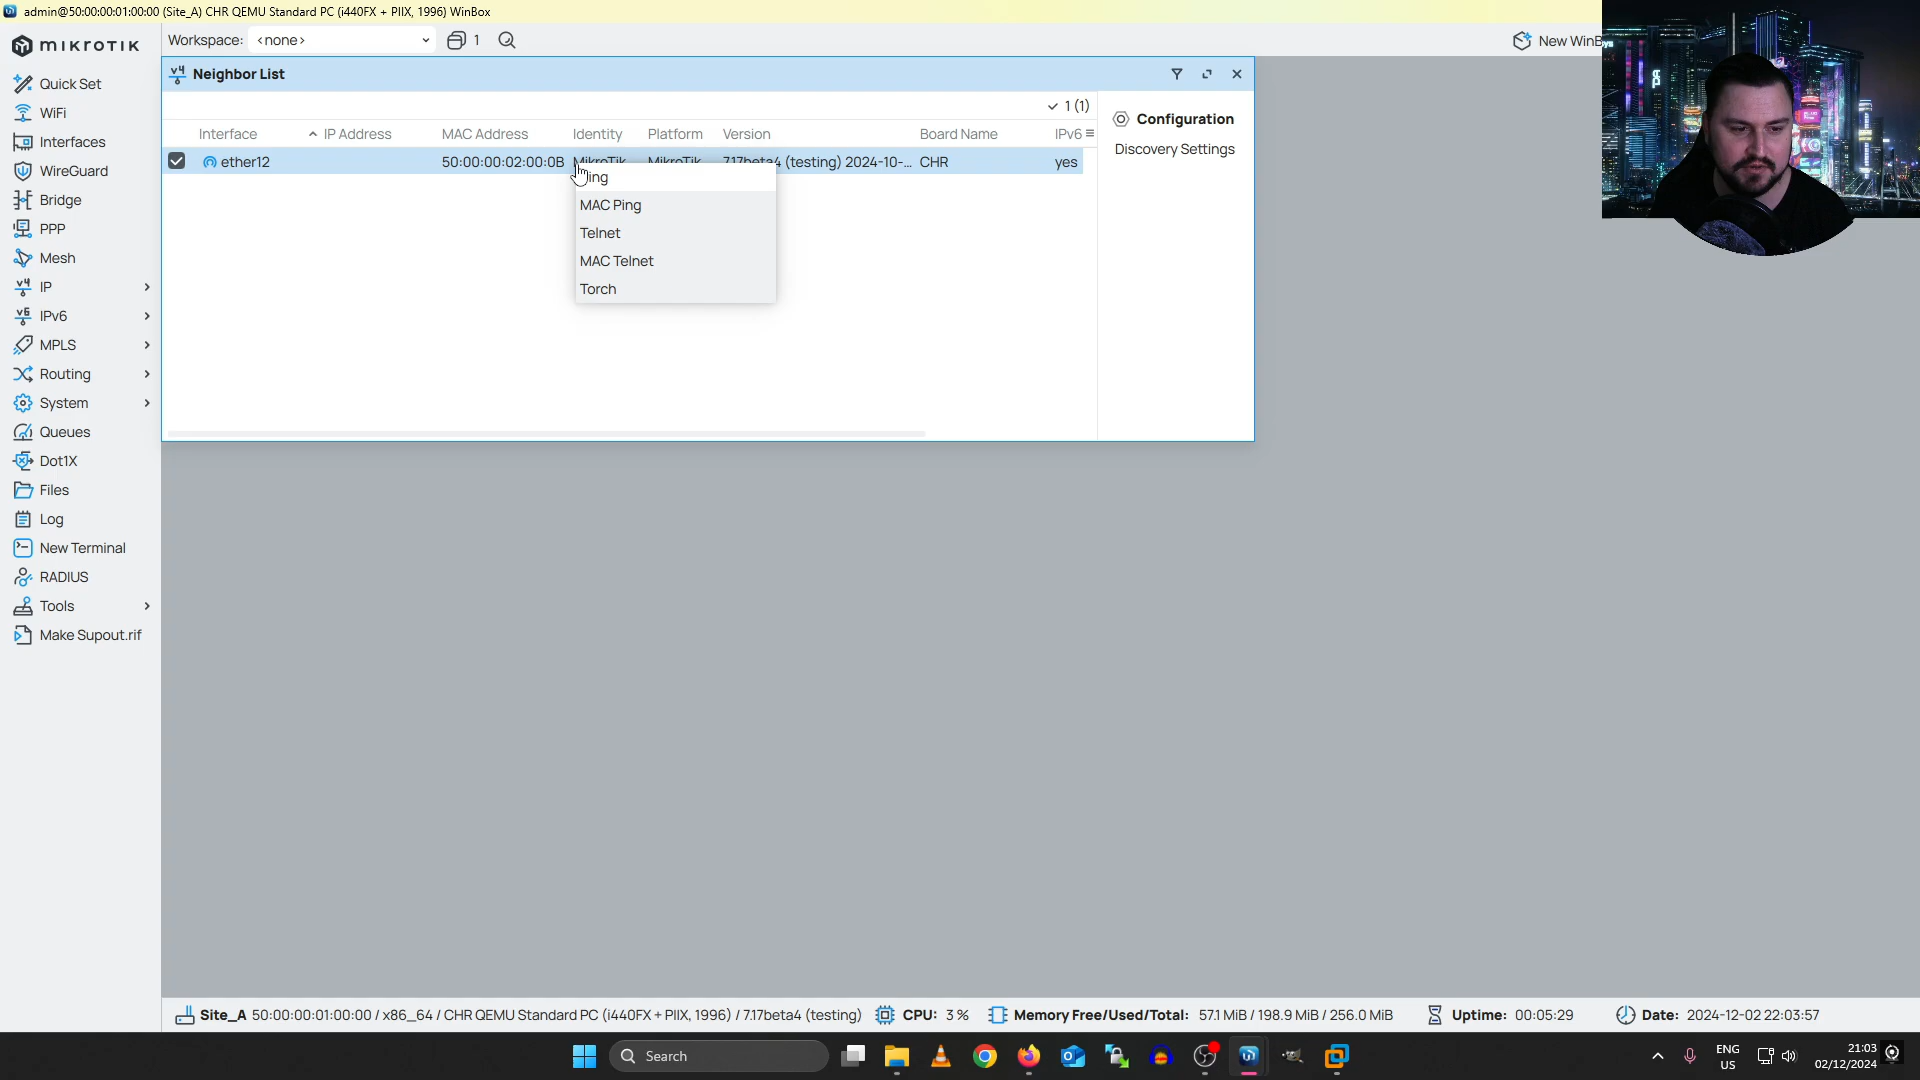 admin@50:00:00:01:00:00 (Site_A) CHR QEMU Standard PC (i440FX + PIIX, 1996) WinBox
MIKROTIK
Workspace: <none> 1
New WinB
Quick Set
WiFi
Interfaces
WireGuard
Bridge
PPP
Mesh
IP
IPv6
MPLS
Routing
System
Queues
Dot1X
Files
Log
New Terminal
RADIUS
Tools
Make Supout.rif
Neighbor List
1 (1)
Interface IP Address MAC Address Identity Platform Version Board Name IPv6
ether12 50:00:00:02:00:0B MikroTik MikroTik 7.17beta4 (testing) 2024-10-... CHR yes
Configuration
Discovery Settings
ing
MAC Ping
Telnet
MAC Telnet
Torch
Site_A 50:00:00:01:00:00 / x86_64 / CHR QEMU Standard PC (i440FX + PIIX, 1996) / 7.17beta4 (testing) CPU: 3 % Memory Free/Used/Total: 57.1 MiB / 198.9 MiB / 256.0 MiB Uptime: 00:05:29 Date: 2024-12-02 22:03:57
Search
ENG
US
21:03
02/12/2024